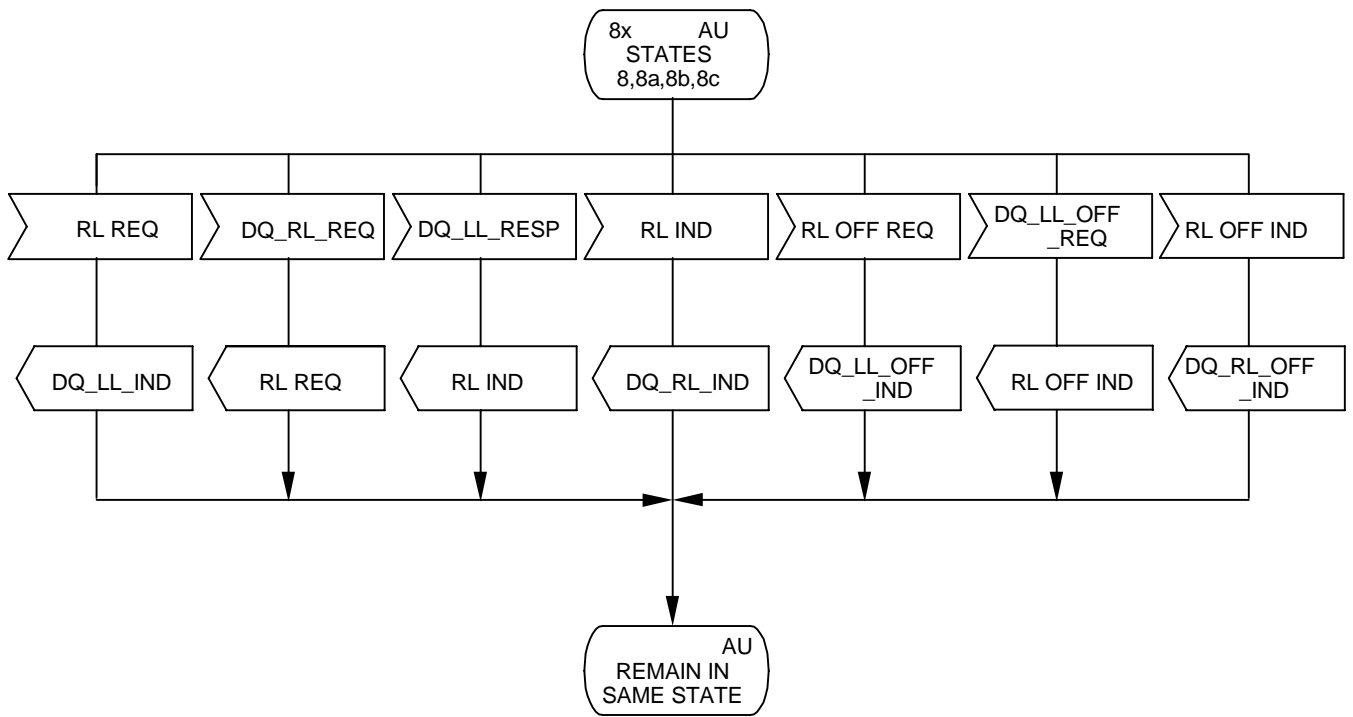 8x AU
STATES
8,8a,8b,8c
RL REQ
DQ_RL_REQ
DQ_LL_RESP
RL IND
RL OFF REQ
DQ_LL_OFF
_REQ
RL OFF IND
DQ_LL_IND
RL REQ
RL IND
DQ_RL_IND
DQ_LL_OFF
_IND
RL OFF IND
DQ_RL_OFF
_IND
AU
REMAIN IN
SAME STATE